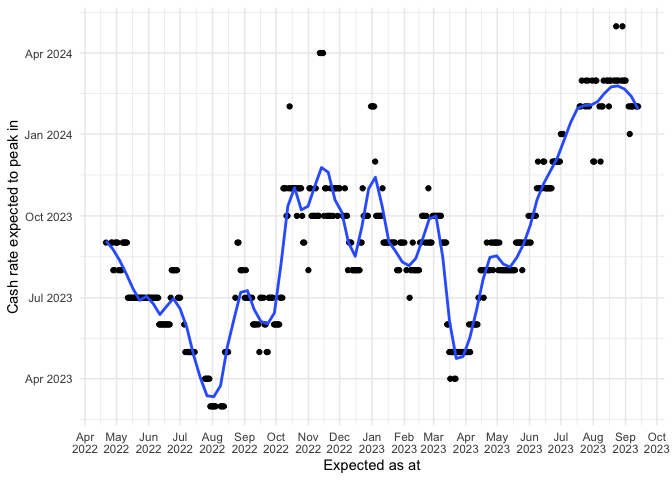 Cash rate expected to peak in
Apr 2024
Jan 2024
Oct 2023
Jul 2023
Apr 2023
Apr May Jun Jul Aug Sep Oct Nov Dec Jan Feb Mar Apr May Jun Jul Aug Sep Oct
2022 2022 2022 2022 2022 2022 2022 2022 2022 2023 2023 2023 2023 2023 2023 2023 2023 2023 2023
Expected as at